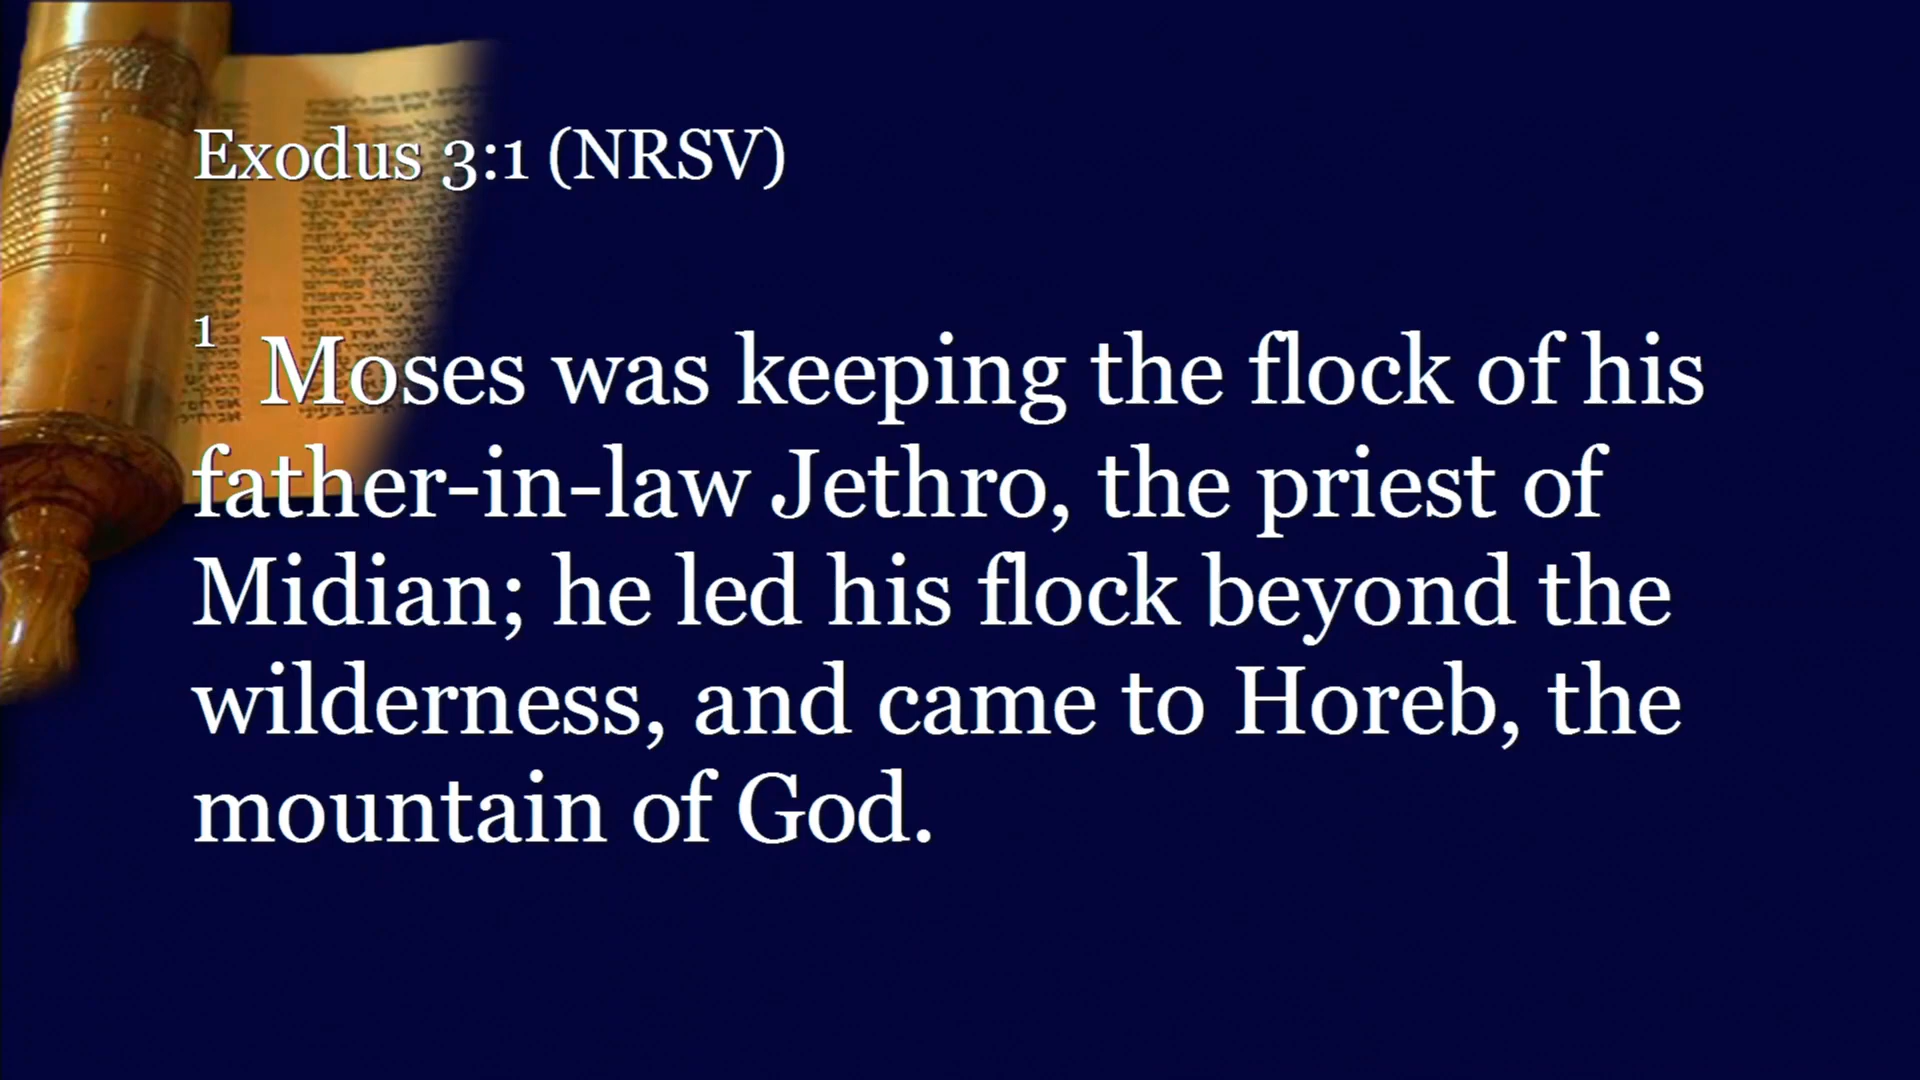 Exodus 3:1 (NRSV)
1 Moses was keeping the flock of his
father-in-law Jethro, the priest of
Midian; he led his flock beyond the
wilderness, and came to Horeb, the
mountain of God.